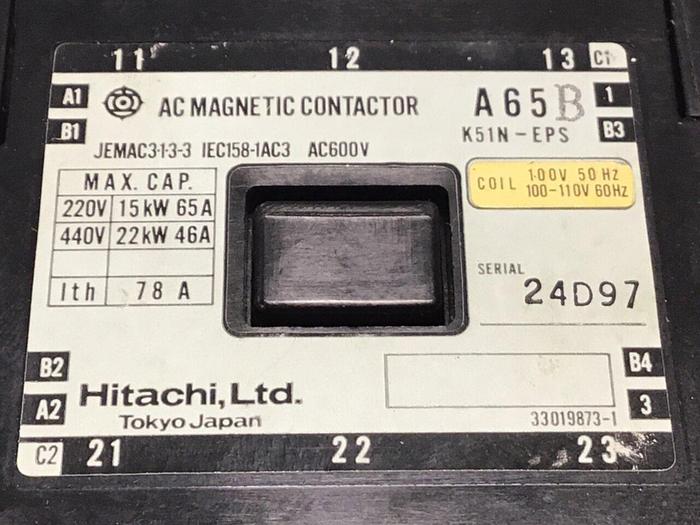 11 12 13 C1
A1 AC MAGNETIC CONTACTOR A65B 1
B1 K51N-EPS B3
JEMAC3-1-3-3 IEC158-1AC3 AC600V
MAX. CAP.
220V 15kW 65A
440V 22kW 46A
Ith 78 A
COIL 100V 50Hz
100-110V 60Hz
SERIAL
24D97
B2 B4
A2 Hitachi, Ltd. 3
Tokyo Japan 33019873-1
C2 21 22 23